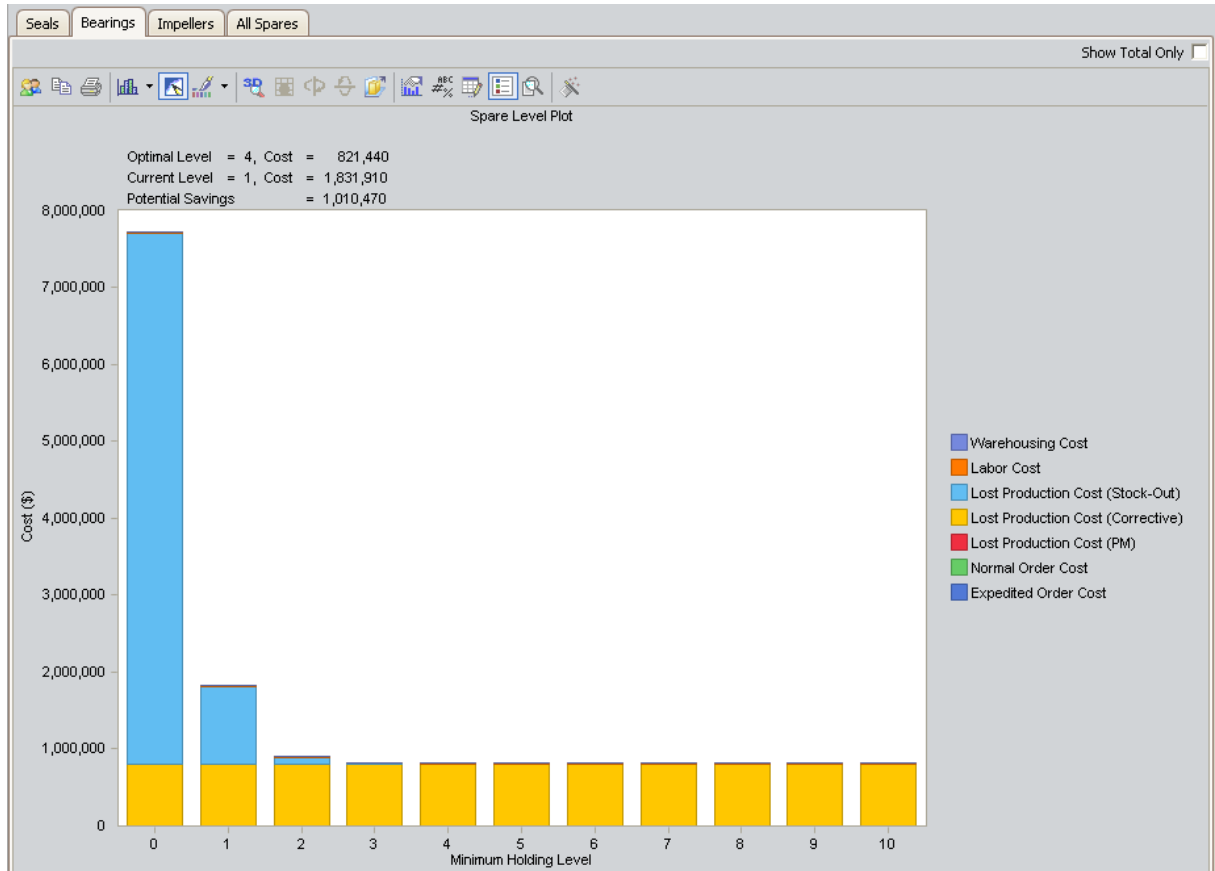 Seals Bearings Impellers All Spares
Show Total Only
3D ABC #%
Spare Level Plot
Optimal Level = 4, Cost = 821,440
Current Level = 1, Cost = 1,831,910
Potential Savings = 1,010,470
8,000,000
7,000,000
6,000,000
5,000,000
4,000,000
3,000,000
2,000,000
1,000,000
0
Cost ($)
0 1 2 3 4 5 6 7 8 9 10
Minimum Holding Level
Warehousing Cost
Labor Cost
Lost Production Cost (Stock-Out)
Lost Production Cost (Corrective)
Lost Production Cost (PM)
Normal Order Cost
Expedited Order Cost